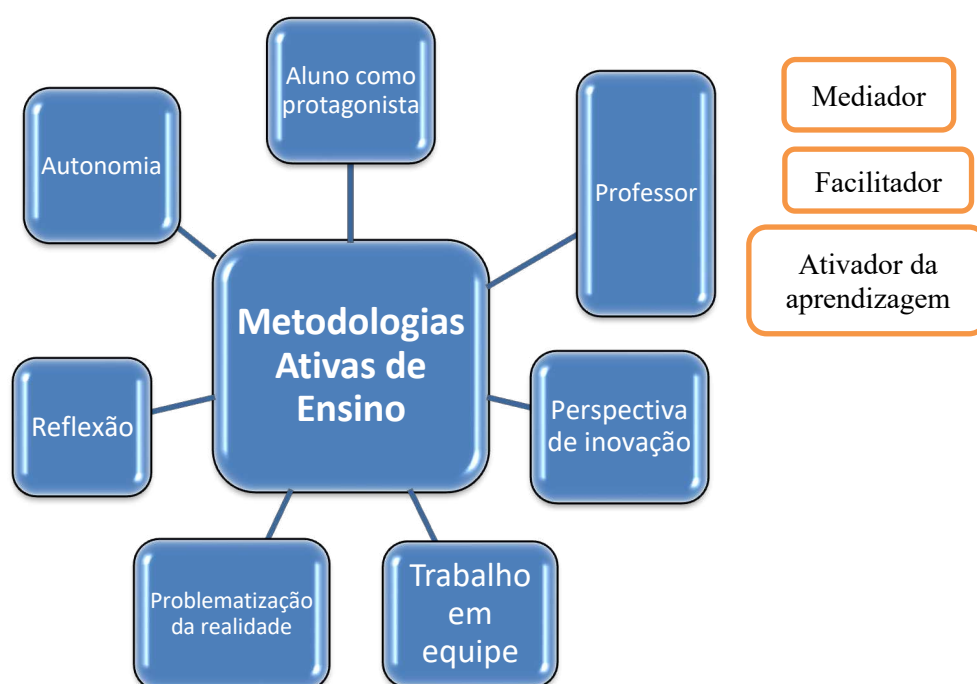 Aluno como
protagonista
Autonomia
Professor
Mediador
Facilitador
Ativador da
aprendizagem
Metodologias
Ativas de
Ensino
Reflexão
Perspectiva
de inovação
Problematização
da realidade
Trabalho
em
equipe